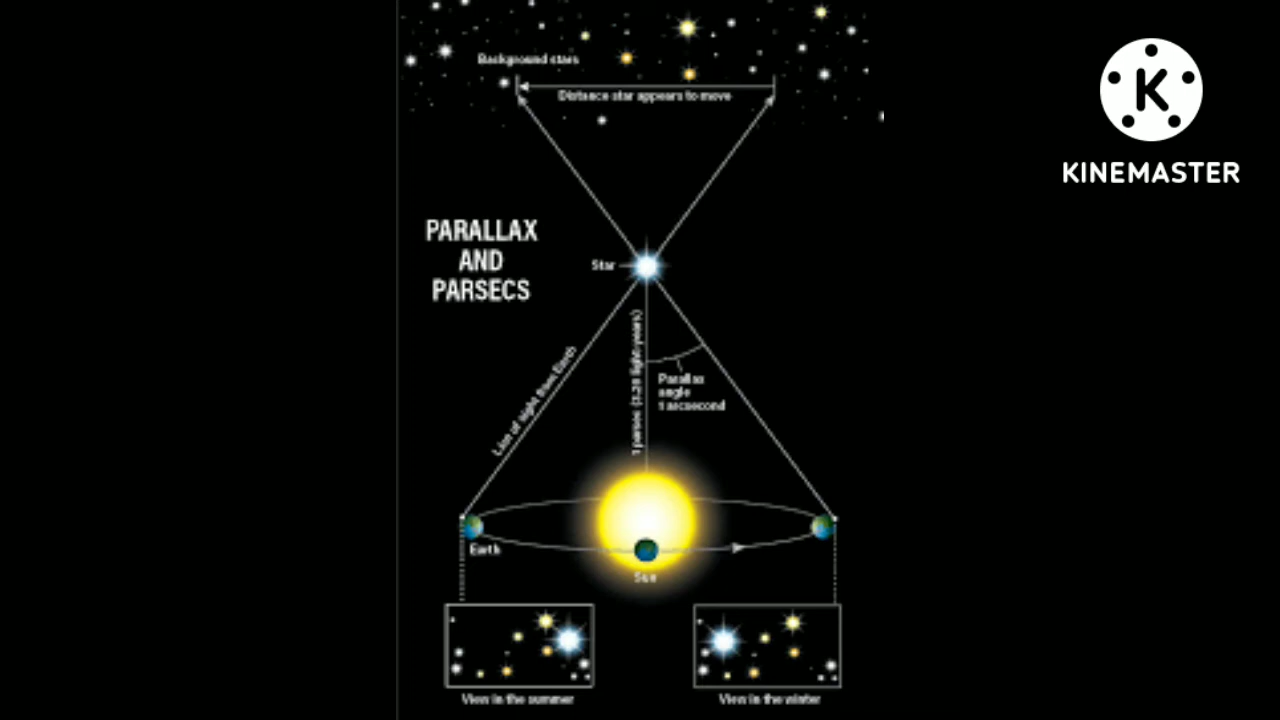 Background stars
Distance star appears to move
K
KINEMASTER
PARALLAX
AND
PARSECS
Star
Line of sight from Earth
1 parsec (3.26 light-years)
Parallax
angle
1 arcsecond
Earth
Sun
View in the summer
View in the winter